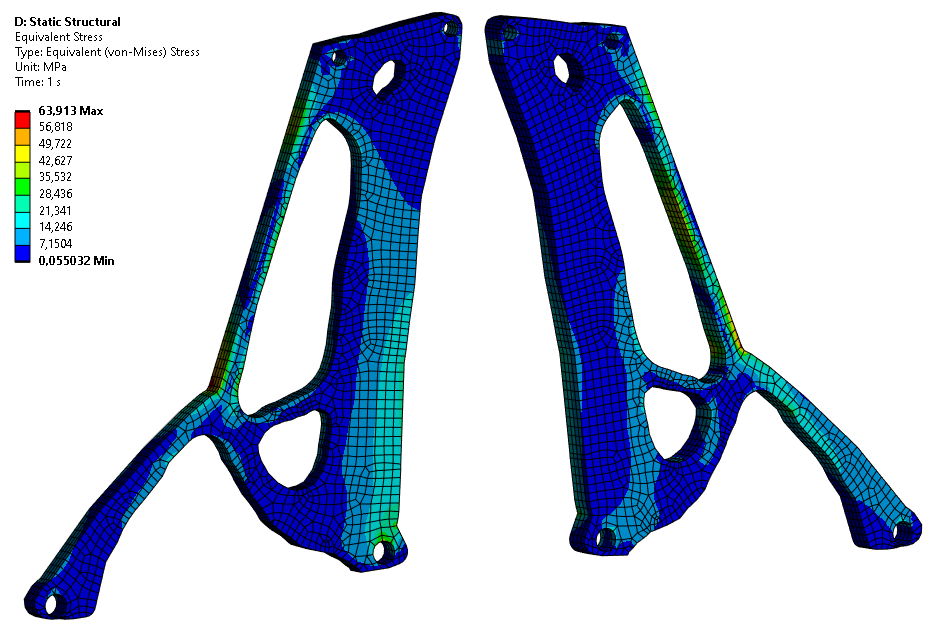 D: Static Structural
Equivalent Stress
Type: Equivalent (von-Mises) Stress
Unit: MPa
Time: 1 s
63,913 Max
56,818
49,722
42,627
35,532
28,436
21,341
14,246
7,1504
0,055032 Min